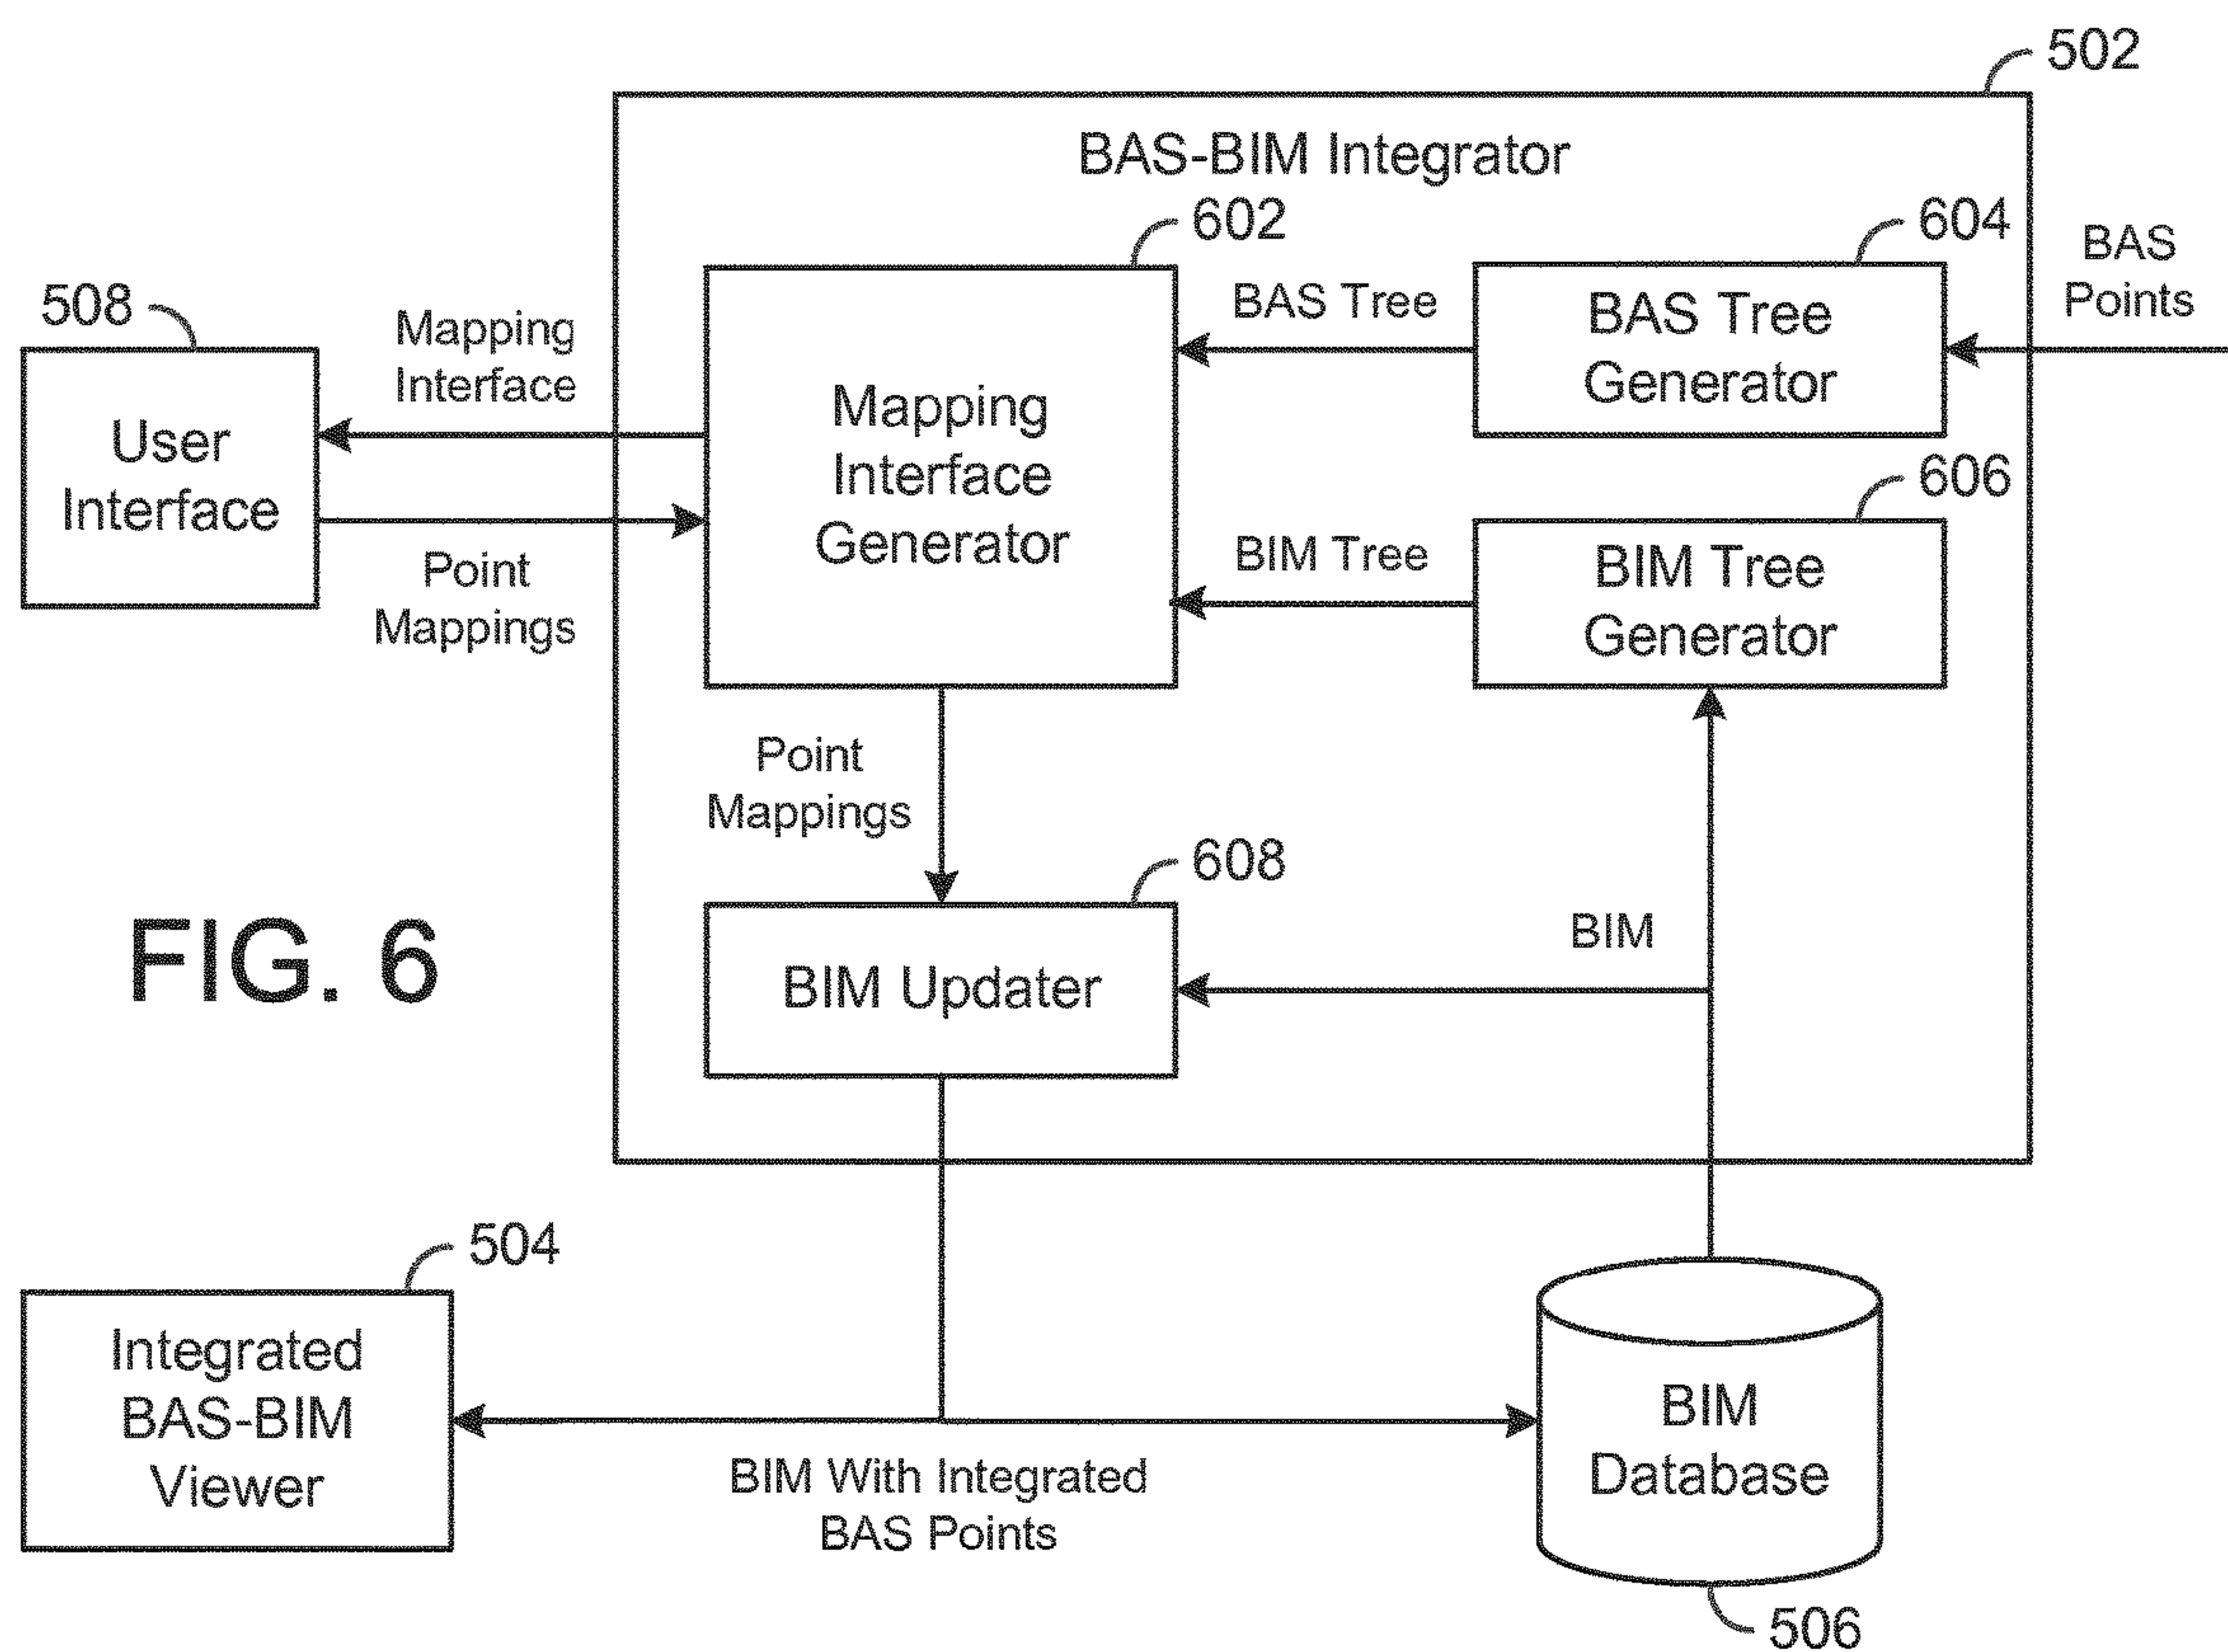 502
BAS-BIM Integrator
602
604
BAS
Points
508
Mapping
Interface
BAS Tree
BAS Tree
Generator
User
Interface
Mapping
Interface
Generator
606
Point
Mappings
BIM Tree
BIM Tree
Generator
Point
Mappings
608
FIG. 6
BIM Updater
BIM
504
Integrated
BAS-BIM
Viewer
BIM With Integrated
BAS Points
BIM
Database
506